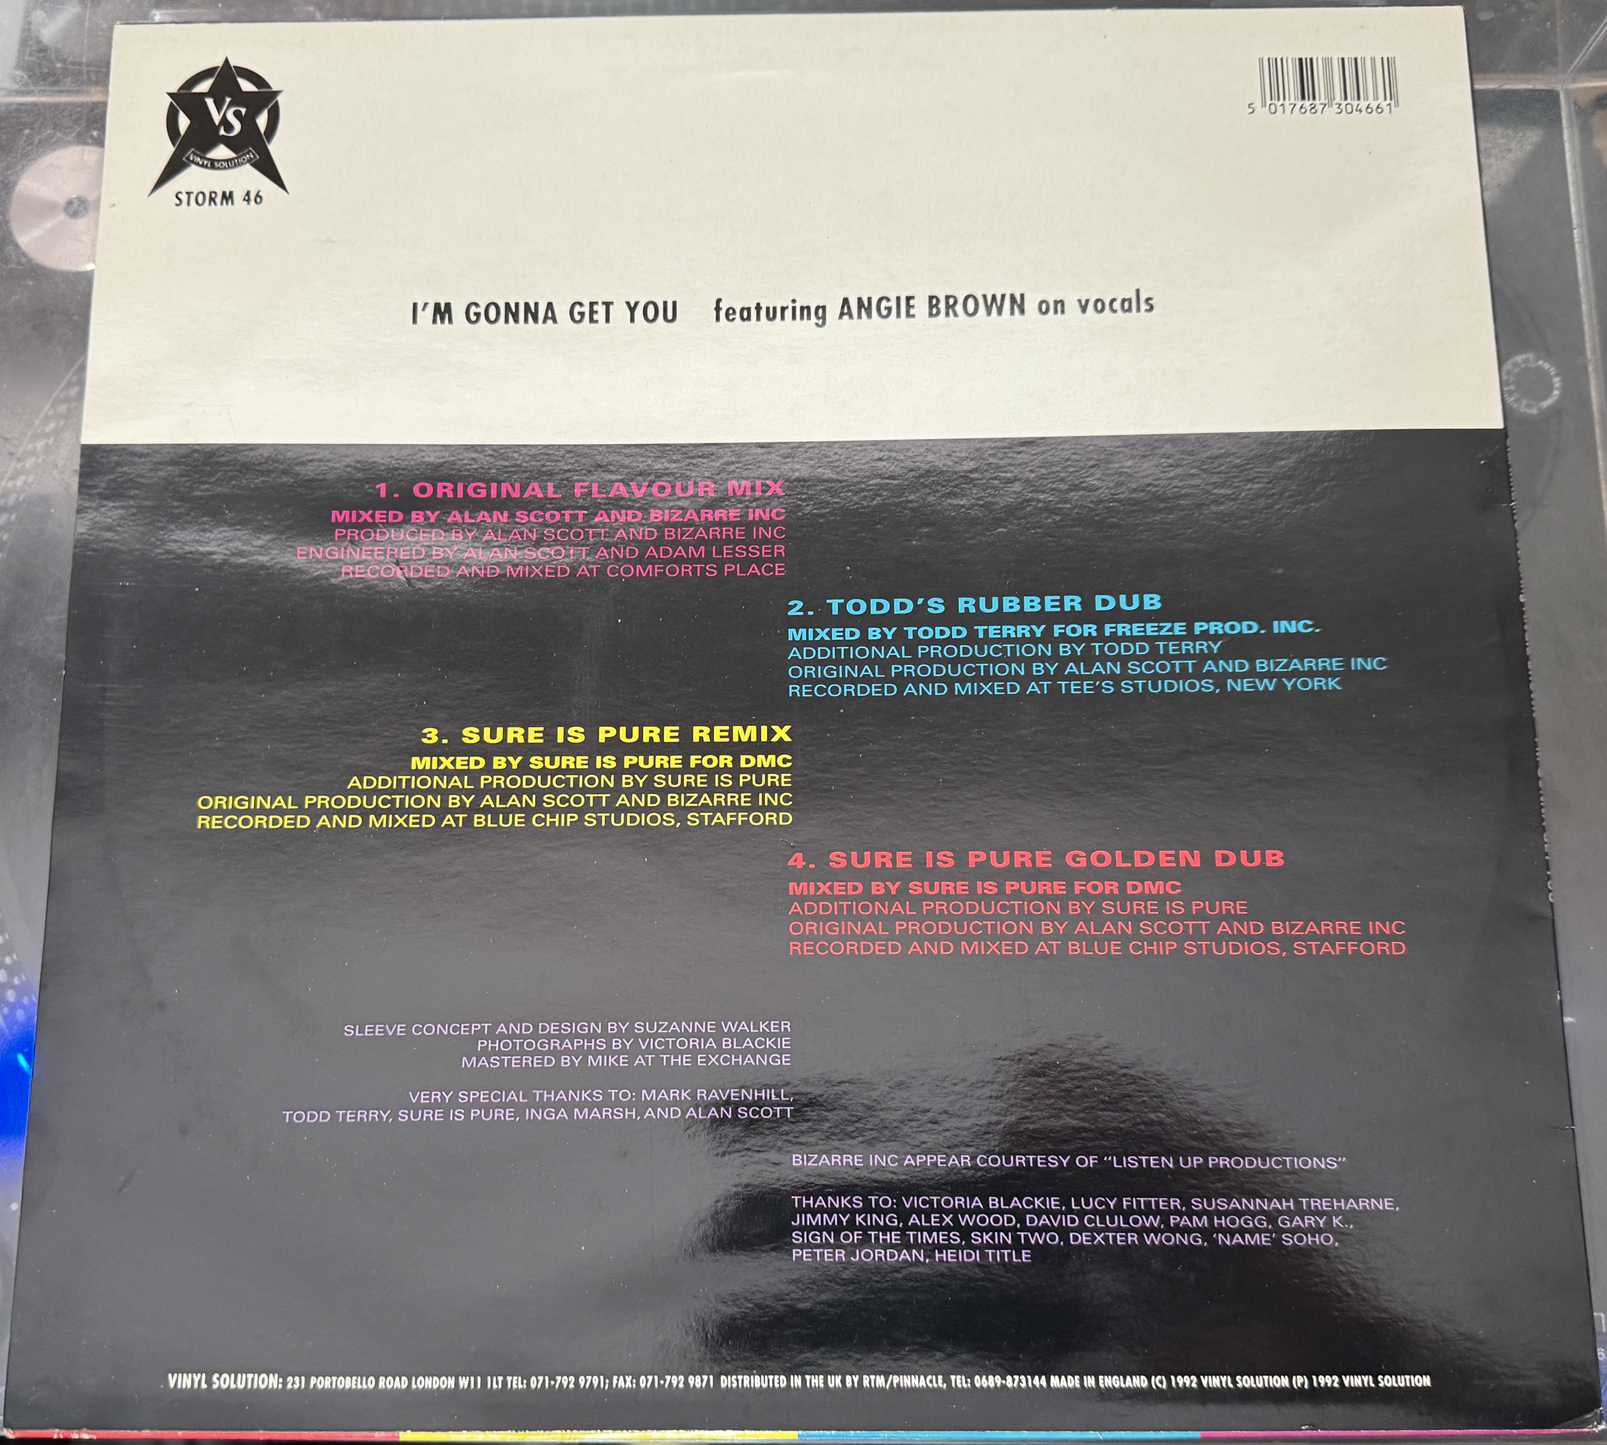 VS
VINYL SOLUTION
STORM 46
5 017687 304661
I'M GONNA GET YOU featuring ANGIE BROWN on vocals
1. ORIGINAL FLAVOUR MIX
MIXED BY ALAN SCOTT AND BIZARRE INC
PRODUCED BY ALAN SCOTT AND BIZARRE INC
ENGINEERED BY ALAN SCOTT AND ADAM LESSER
RECORDED AND MIXED AT COMFORTS PLACE
2. TODD'S RUBBER DUB
MIXED BY TODD TERRY FOR FREEZE PROD. INC.
ADDITIONAL PRODUCTION BY TODD TERRY
ORIGINAL PRODUCTION BY ALAN SCOTT AND BIZARRE INC
RECORDED AND MIXED AT TEE'S STUDIOS, NEW YORK
3. SURE IS PURE REMIX
MIXED BY SURE IS PURE FOR DMC
ADDITIONAL PRODUCTION BY SURE IS PURE
ORIGINAL PRODUCTION BY ALAN SCOTT AND BIZARRE INC
RECORDED AND MIXED AT BLUE CHIP STUDIOS, STAFFORD
4. SURE IS PURE GOLDEN DUB
MIXED BY SURE IS PURE FOR DMC
ADDITIONAL PRODUCTION BY SURE IS PURE
ORIGINAL PRODUCTION BY ALAN SCOTT AND BIZARRE INC
RECORDED AND MIXED AT BLUE CHIP STUDIOS, STAFFORD
SLEEVE CONCEPT AND DESIGN BY SUZANNE WALKER
PHOTOGRAPHS BY VICTORIA BLACKIE
MASTERED BY MIKE AT THE EXCHANGE
VERY SPECIAL THANKS TO: MARK RAVENHILL,
TODD TERRY, SURE IS PURE, INGA MARSH, AND ALAN SCOTT
BIZARRE INC APPEAR COURTESY OF "LISTEN UP PRODUCTIONS"
THANKS TO: VICTORIA BLACKIE, LUCY FITTER, SUSANNAH TREHARNE,
JIMMY KING, ALEX WOOD, DAVID CLULOW, PAM HOGG, GARY K.,
SIGN OF THE TIMES, SKIN TWO, DEXTER WONG, 'NAME' SOHO,
PETER JORDAN, HEIDI TITLE
VINYL SOLUTION: 231 PORTOBELLO ROAD LONDON W11 1LT TEL: 071-792 9791; FAX: 071-792 9871 DISTRIBUTED IN THE UK BY RTM/PINNACLE, TEL: 0689-873144 MADE IN ENGLAND (C) 1992 VINYL SOLUTION (P) 1992 VINYL SOLUTION